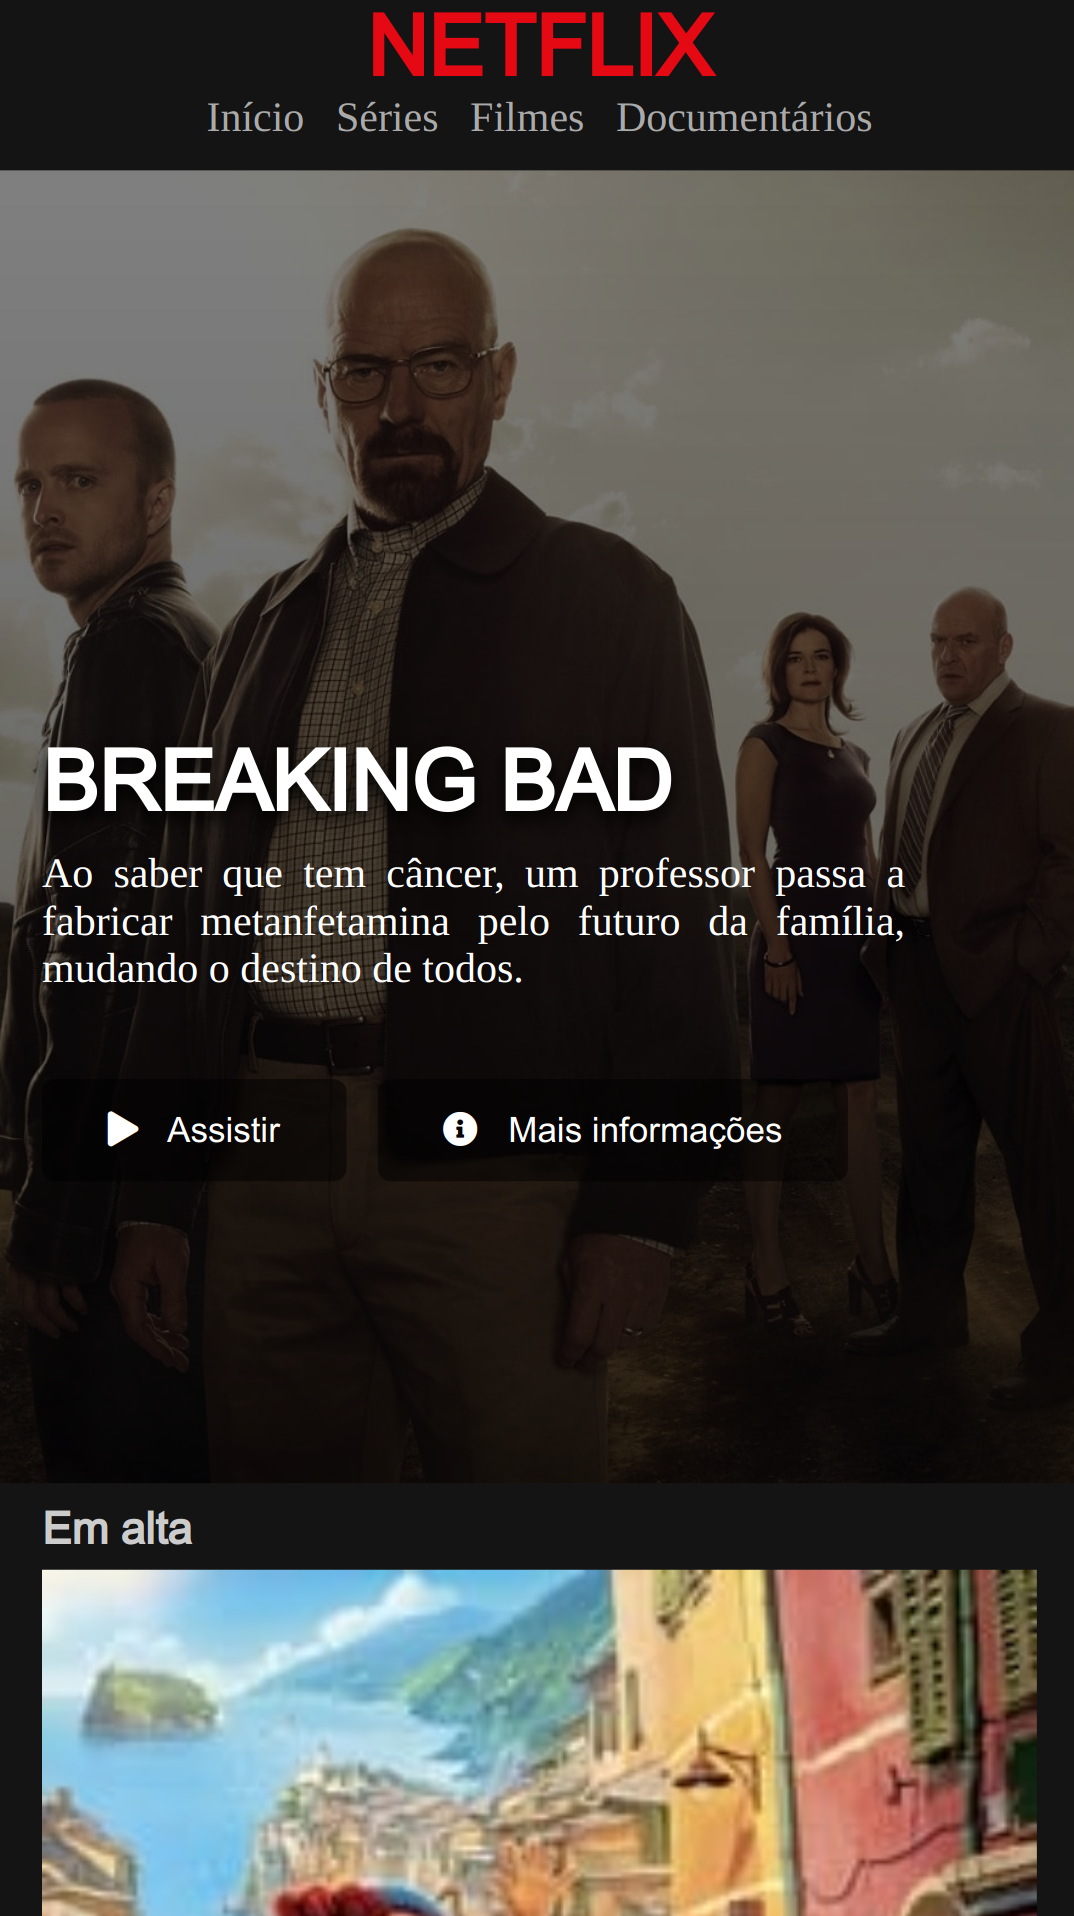 NETFLIX
Início Séries Filmes Documentários
BREAKING BAD
Ao saber que tem câncer, um professor passa a
fabricar metanfetamina pelo futuro da família,
mudando o destino de todos.
Assistir Mais informações
Em alta